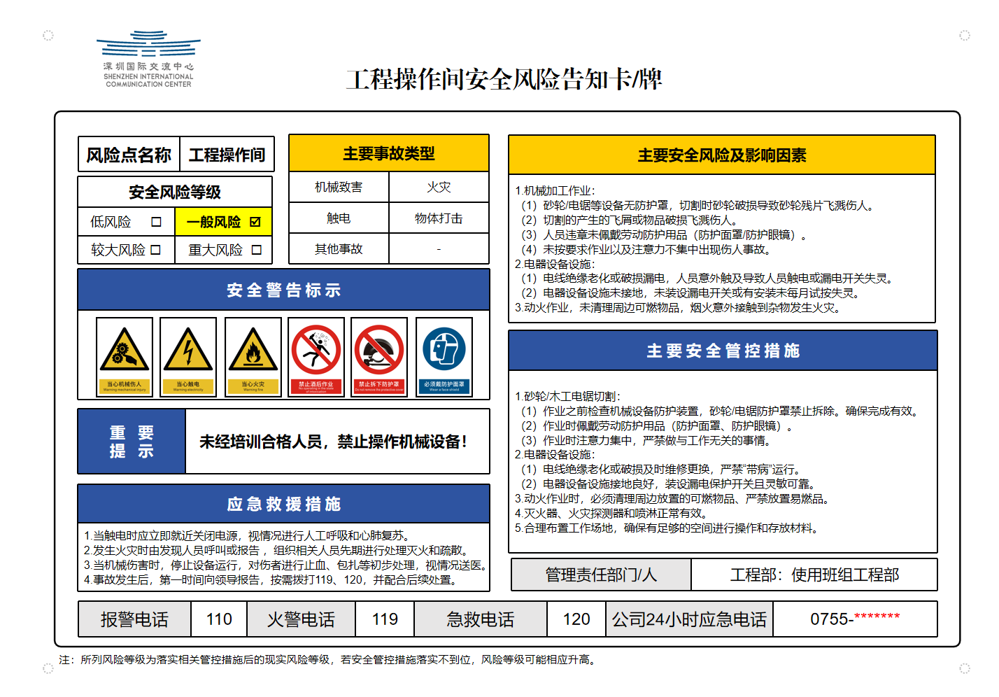 深圳国际交流中心
SHENZHEN INTERNATIONAL
COMMUNICATION CENTER
工程操作间安全风险告知卡/牌
风险点名称 工程操作间
安全风险等级
低风险 ☐ 一般风险 ☑
较大风险 ☐ 重大风险 ☐
主要事故类型
机械致害 火灾
触电 物体打击
其他事故 -
安全警告标示
当心机械伤人
Warning mechanical injury
当心触电
Warning electricity
当心火灾
Warning fire
禁止酒后作业
No operating in the state
of intoxication
禁止拆下防护罩
Do not remove the protective cover
必须戴防护面罩
Wear a face shield
重要
提示
未经培训合格人员，禁止操作机械设备！
应急救援措施
1.当触电时应立即就近关闭电源，视情况进行人工呼吸和心肺复苏。
2.发生火灾时由发现人员呼叫或报告，组织相关人员先期进行处理灭火和疏散。
3.当机械伤害时，停止设备运行，对伤者进行止血、包扎等初步处理，视情况送医。
4.事故发生后，第一时间向领导报告，按需拨打119、120，并配合后续处置。
主要安全风险及影响因素
1.机械加工作业：
（1）砂轮/电锯等设备无防护罩，切割时砂轮破损导致砂轮残片飞溅伤人。
（2）切割的产生的飞屑或物品破损飞溅伤人。
（3）人员违章未佩戴劳动防护用品（防护面罩/防护眼镜）。
（4）未按要求作业以及注意力不集中出现伤人事故。
2.电器设备设施：
（1）电线绝缘老化或破损漏电，人员意外触及导致人员触电或漏电开关失灵。
（2）电器设备设施未接地，未装设漏电开关或有安装未每月试按失灵。
3.动火作业，未清理周边可燃物品，烟火意外接触到杂物发生火灾。
主要安全管控措施
1.砂轮/木工电锯切割：
（1）作业之前检查机械设备防护装置，砂轮/电锯防护罩禁止拆除。确保完成有效。
（2）作业时佩戴劳动防护用品（防护面罩、防护眼镜）。
（3）作业时注意力集中，严禁做与工作无关的事情。
2.电器设备设施：
（1）电线绝缘老化或破损及时维修更换，严禁“带病”运行。
（2）电器设备设施接地良好，装设漏电保护开关且灵敏可靠。
3.动火作业时，必须清理周边放置的可燃物品、严禁放置易燃品。
4.灭火器、火灾探测器和喷淋正常有效。
5.合理布置工作场地，确保有足够的空间进行操作和存放材料。
管理责任部门/人 工程部：使用班组工程部
报警电话 110 火警电话 119 急救电话 120 公司24小时应急电话 0755-*******
注：所列风险等级为落实相关管控措施后的现实风险等级，若安全管控措施落实不到位，风险等级可能相应升高。